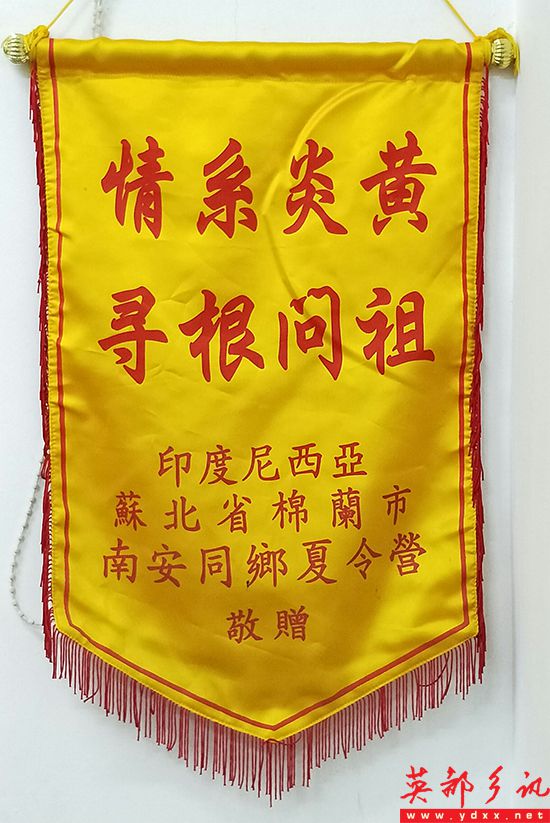 情系炎黄
寻根问祖
印度尼西亞
蘇北省棉蘭市
南安同鄉夏令營
敬贈
英都乡讯
www.ydxx.net